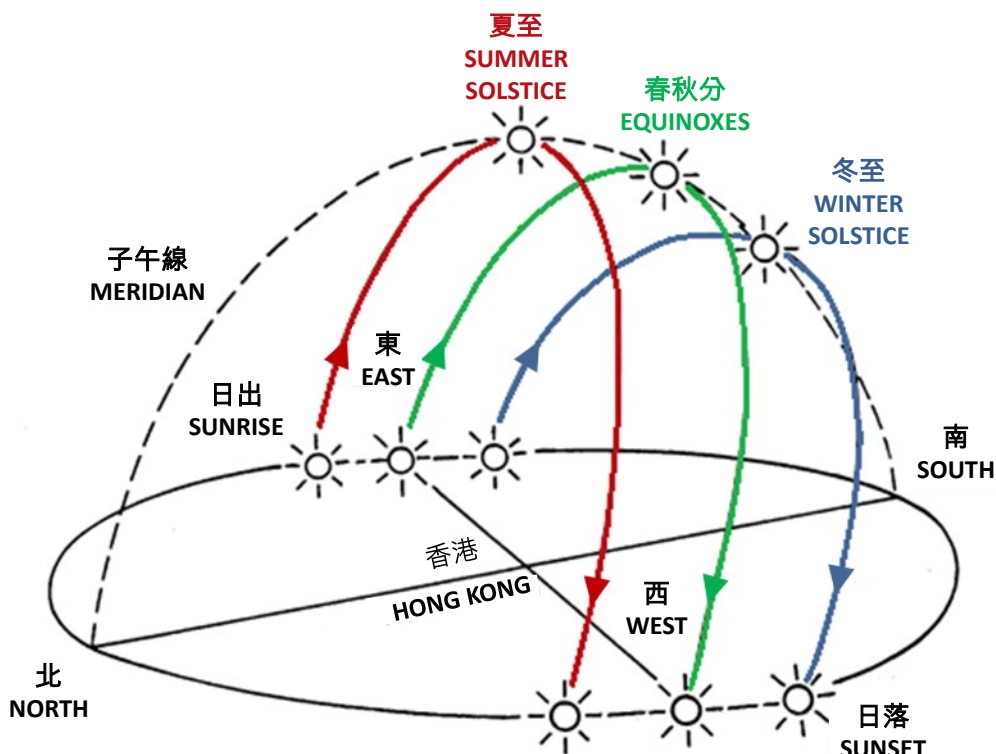 夏至
SUMMER
SOLSTICE
春秋分
EQUINOXES
冬至
WINTER
SOLSTICE
子午線
MERIDIAN
東
EAST
日出
SUNRISE
南
SOUTH
香港
HONG KONG
西
WEST
北
NORTH
日落
SUNSET